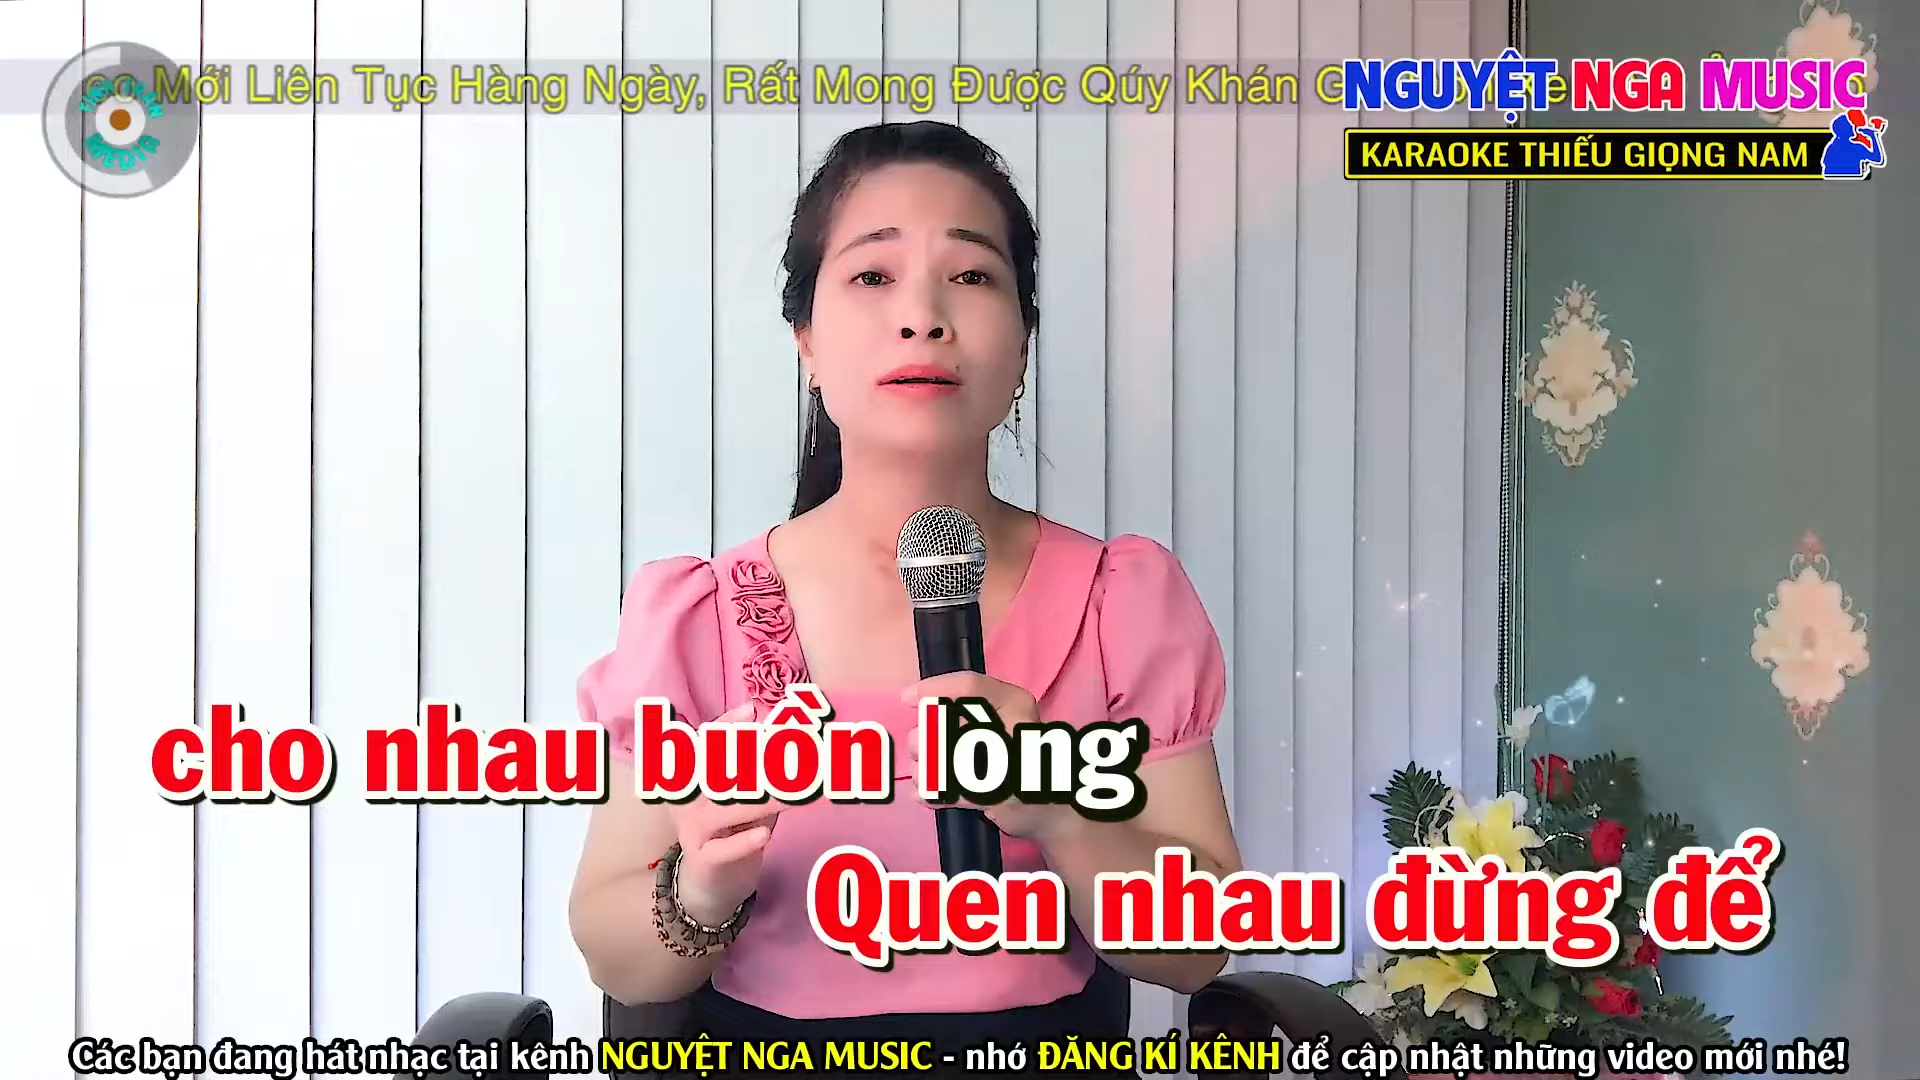 Mới Liên Tục Hàng Ngày, Rất Mong Được Qúy Khán
NGUYỆT NGA MUSIC
KARAOKE THIẾU GIỌNG NAM
MEDIA
cho nhau buồn lòng
Quen nhau đừng để
Các bạn đang hát nhạc tại kênh NGUYỆT NGA MUSIC - nhớ ĐĂNG KÍ KÊNH để cập nhật những video mới nhé!